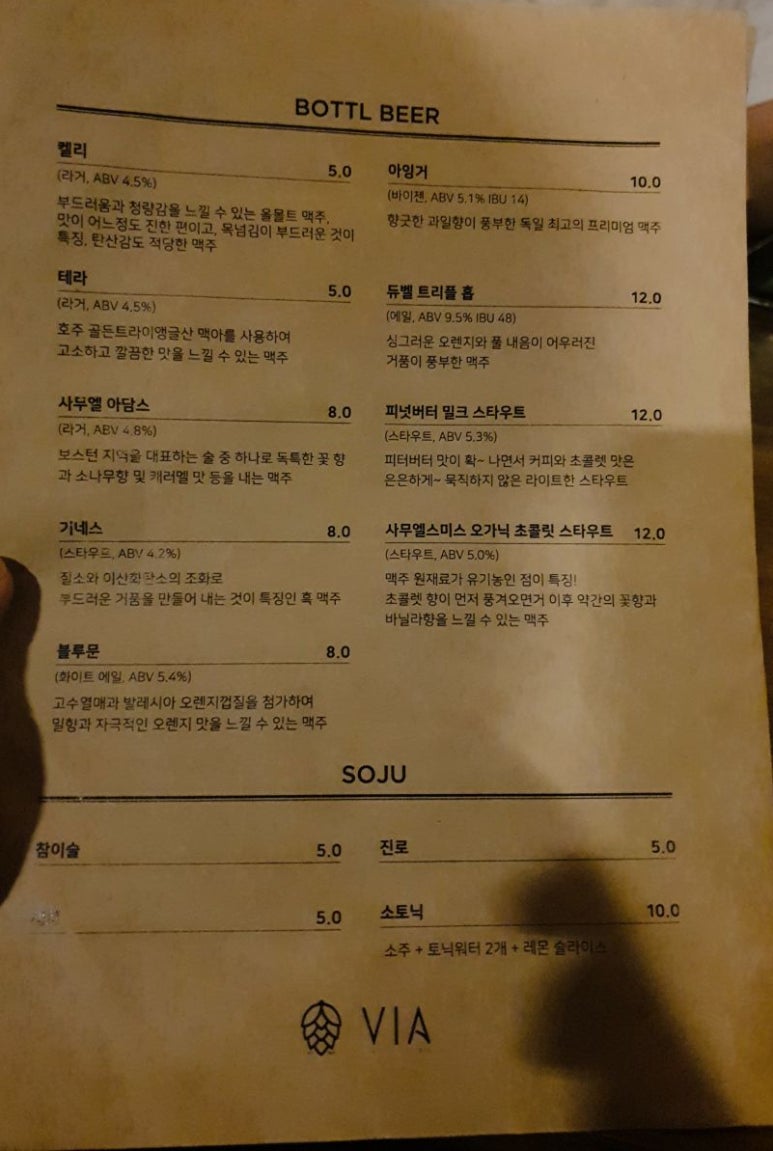 BOTTL BEER
켈리 5.0
(라거, ABV 4.5%)
부드러움과 청량감을 느낄 수 있는 올몰트 맥주,
맛이 어느정도 진한 편이고, 목넘김이 부드러운 것이
특징, 탄산감도 적당한 맥주
테라 5.0
(라거, ABV 4.5%)
호주 골든트라이앵글산 맥아를 사용하여
고소하고 깔끔한 맛을 느낄 수 있는 맥주
사무엘 아담스 8.0
(라거, ABV 4.8%)
보스턴 지역을 대표하는 술 중 하나로 독특한 꽃 향
과 소나무향 및 캐러멜 맛 등을 내는 맥주
기네스 8.0
(스타우트, ABV 4.2%)
질소와 이산화탄소의 조화로
부드러운 거품을 만들어 내는 것이 특징인 흑 맥주
블루문 8.0
(화이트 에일, ABV 5.4%)
고수열매과 발레시아 오렌지껍질을 첨가하여
밀향과 자극적인 오렌지 맛을 느낄 수 있는 맥주
아잉거 10.0
(바이젠, ABV 5.1% IBU 14)
향긋한 과일향이 풍부한 독일 최고의 프리미엄 맥주
듀벨 트리플 홉 12.0
(에일, ABV 9.5% IBU 48)
싱그러운 오렌지와 풀 내음이 어우러진
거품이 풍부한 맥주
피넛버터 밀크 스타우트 12.0
(스타우트, ABV 5.3%)
피터버터 맛이 확~ 나면서 커피와 초콜렛 맛은
은은하게~ 묵직하지 않은 라이트한 스타우트
사무엘스미스 오가닉 초콜릿 스타우트 12.0
(스타우트, ABV 5.0%)
맥주 원재료가 유기농인 점이 특징!
초콜렛 향이 먼저 풍겨오면거 이후 약간의 꽃향과
바닐라향을 느낄 수 있는 맥주
SOJU
참이슬 5.0
진로 5.0
5.0
소토닉 10.0
소주 + 토닉워터 2개 + 레몬 슬라이스
VIA